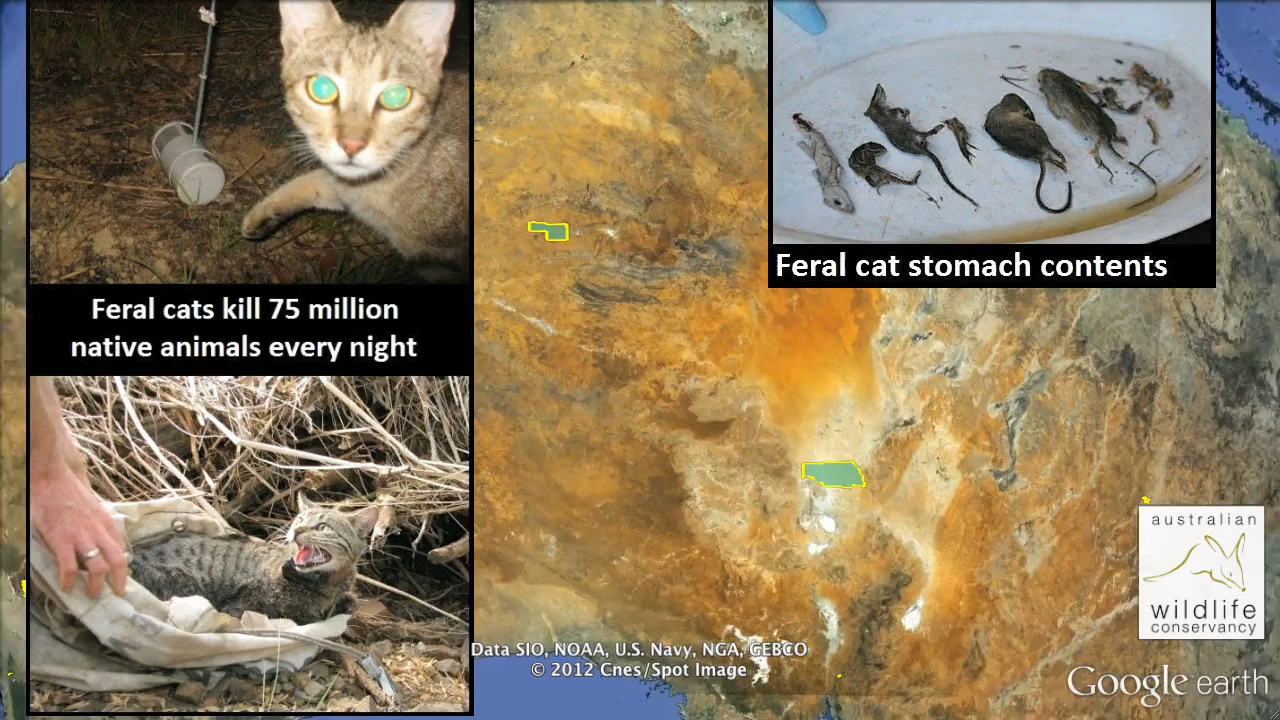 Feral cats kill 75 million
native animals every night
Feral cat stomach contents
australian
wildlife
conservancy
Data SIO, NOAA, U.S. Navy, NGA, GEBCO
© 2012 Cnes/Spot Image
Google earth